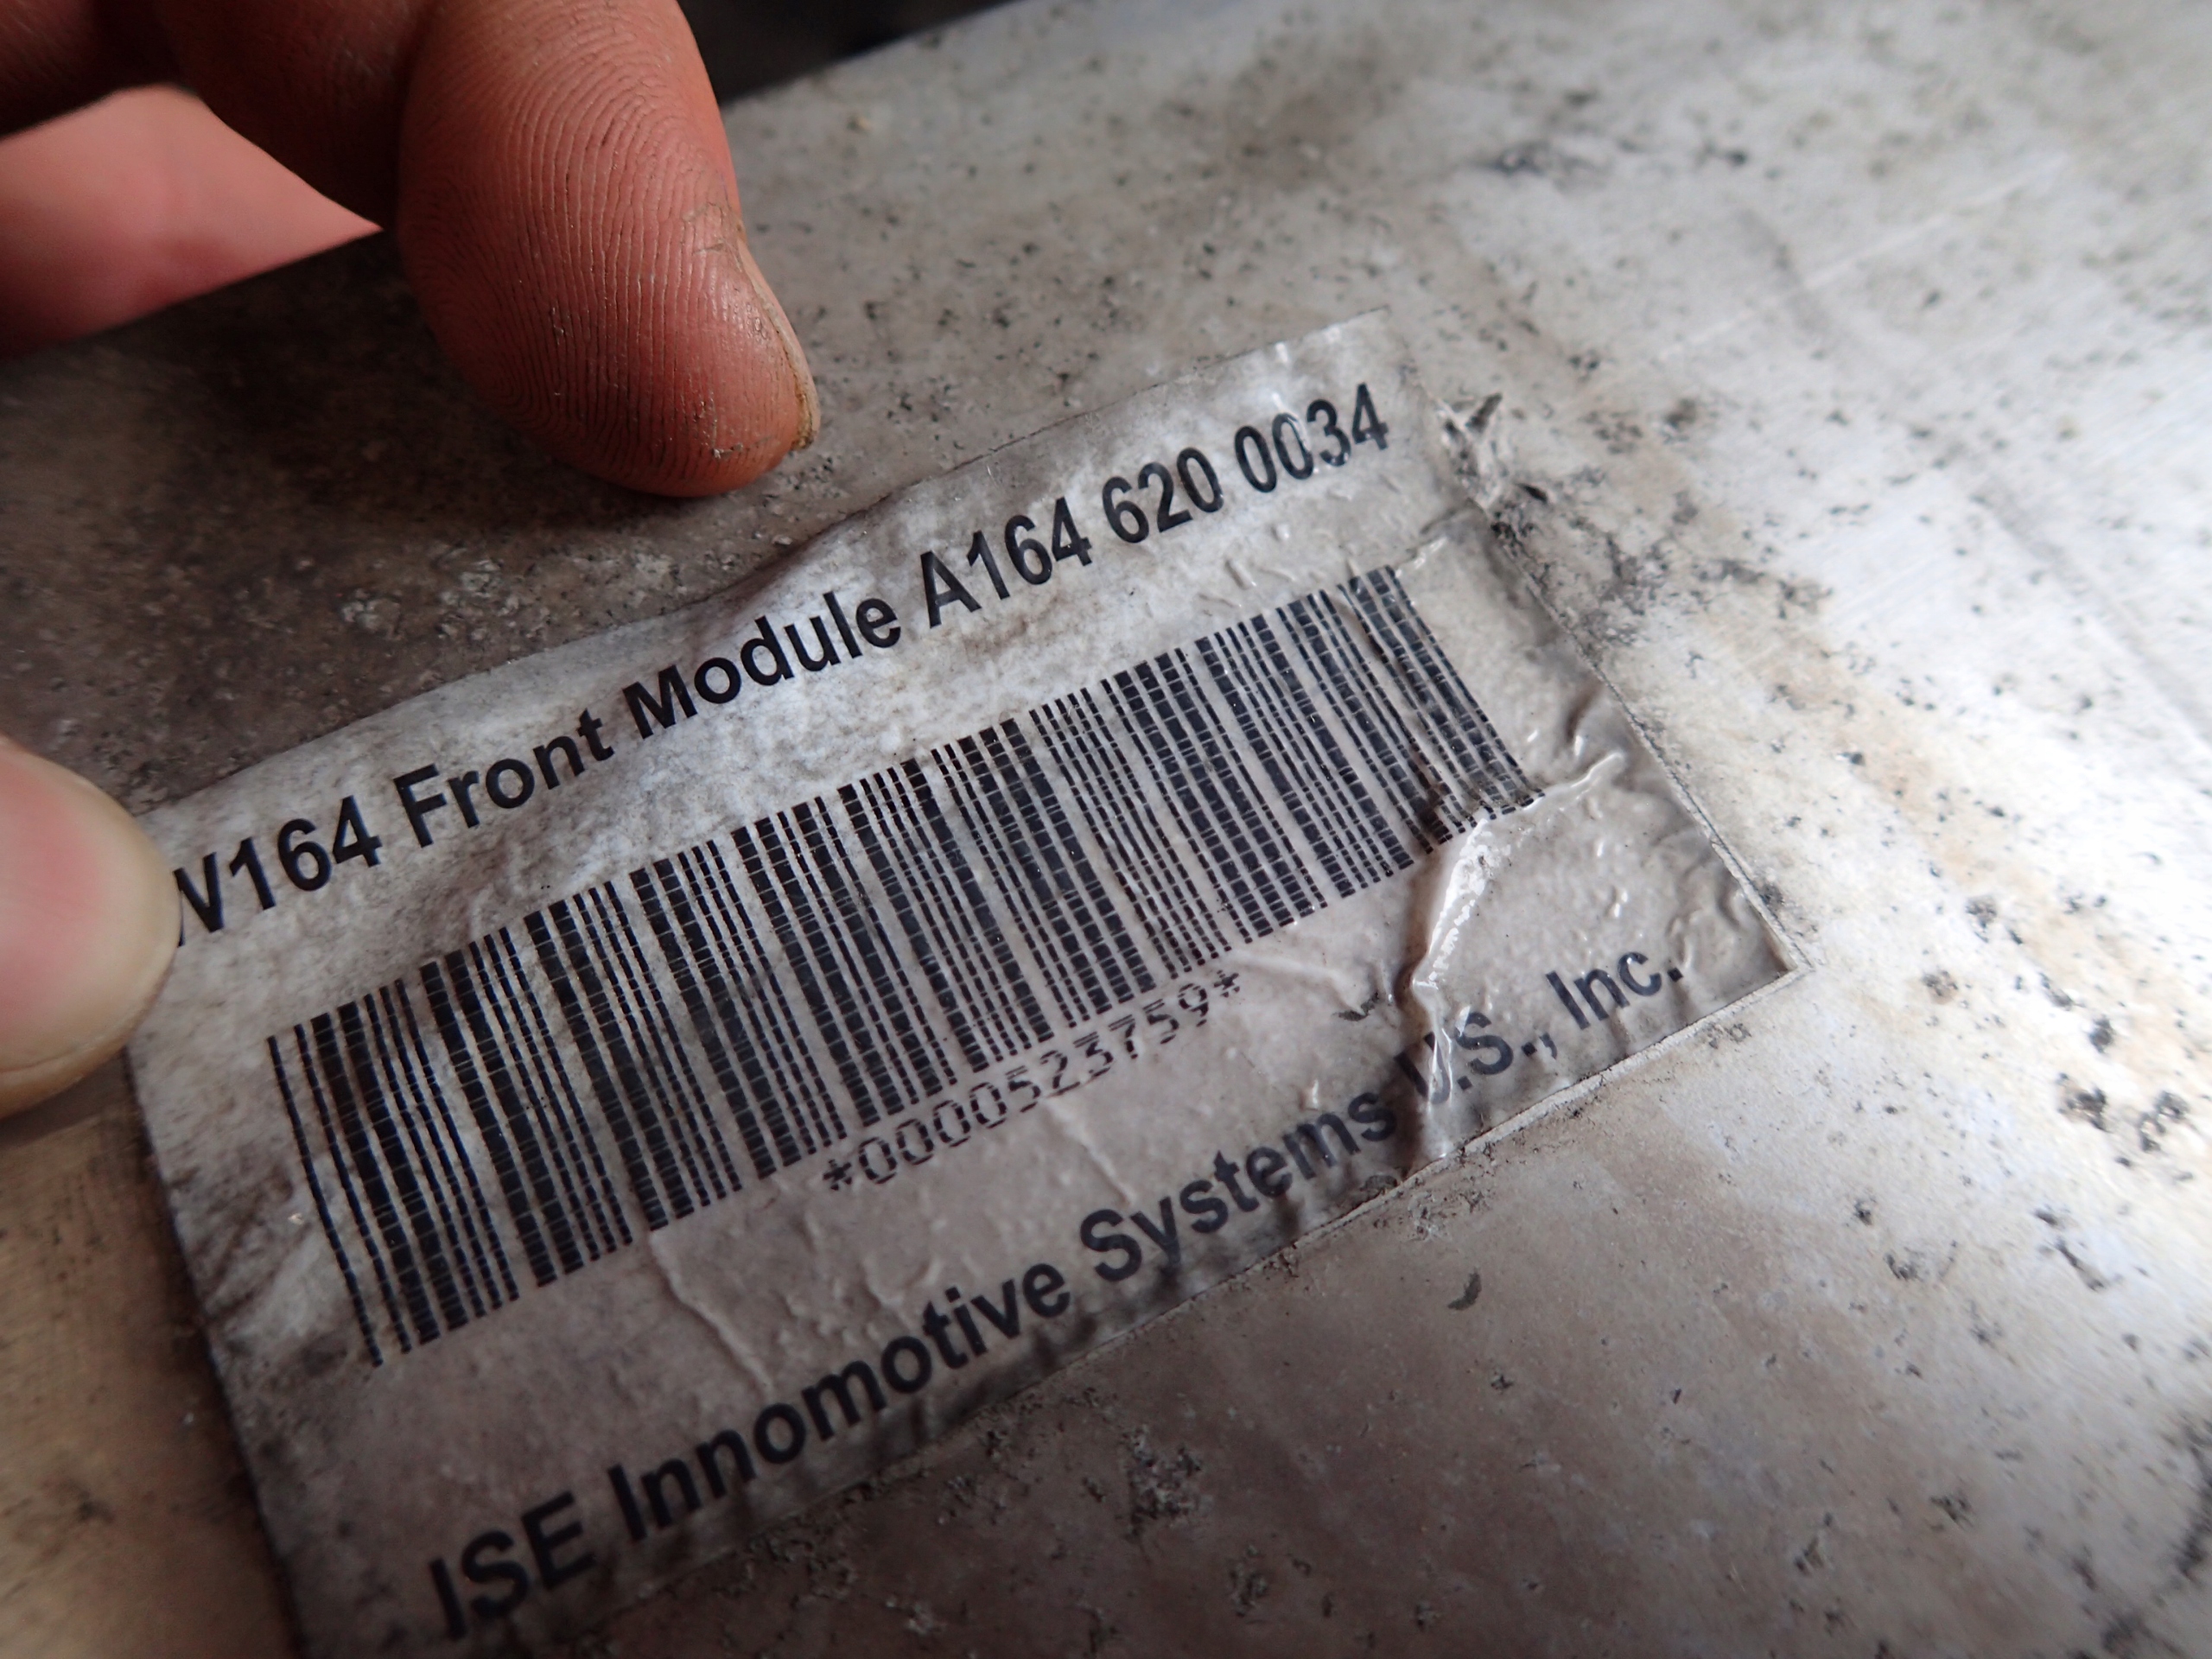 W164 Front Module A164 620 0034
*0000523759*
ISE Innomotive Systems U.S., Inc.